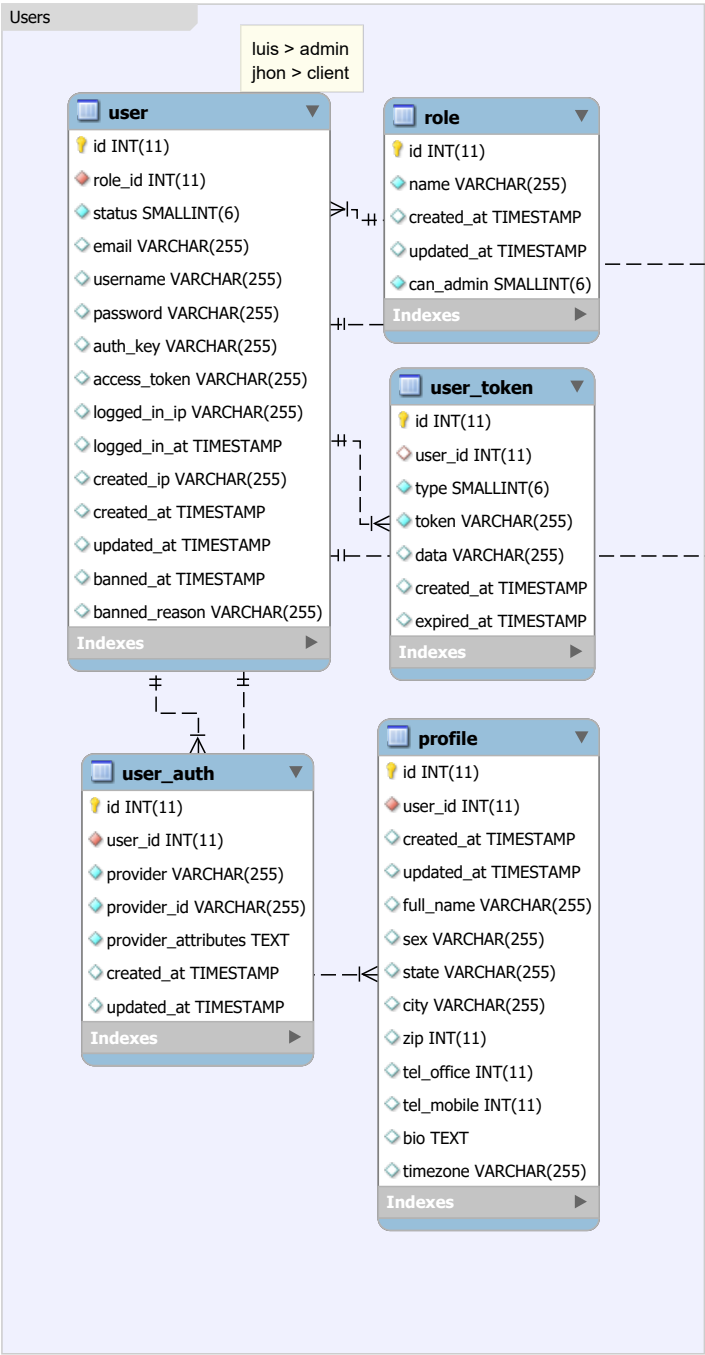 Users
luis > admin
jhon > client
user
id INT(11)
role_id INT(11)
status SMALLINT(6)
email VARCHAR(255)
username VARCHAR(255)
password VARCHAR(255)
auth_key VARCHAR(255)
access_token VARCHAR(255)
logged_in_ip VARCHAR(255)
logged_in_at TIMESTAMP
created_ip VARCHAR(255)
created_at TIMESTAMP
updated_at TIMESTAMP
banned_at TIMESTAMP
banned_reason VARCHAR(255)
Indexes
role
id INT(11)
name VARCHAR(255)
created_at TIMESTAMP
updated_at TIMESTAMP
can_admin SMALLINT(6)
Indexes
user_token
id INT(11)
user_id INT(11)
type SMALLINT(6)
token VARCHAR(255)
data VARCHAR(255)
created_at TIMESTAMP
expired_at TIMESTAMP
Indexes
user_auth
id INT(11)
user_id INT(11)
provider VARCHAR(255)
provider_id VARCHAR(255)
provider_attributes TEXT
created_at TIMESTAMP
updated_at TIMESTAMP
Indexes
profile
id INT(11)
user_id INT(11)
created_at TIMESTAMP
updated_at TIMESTAMP
full_name VARCHAR(255)
sex VARCHAR(255)
state VARCHAR(255)
city VARCHAR(255)
zip INT(11)
tel_office INT(11)
tel_mobile INT(11)
bio TEXT
timezone VARCHAR(255)
Indexes